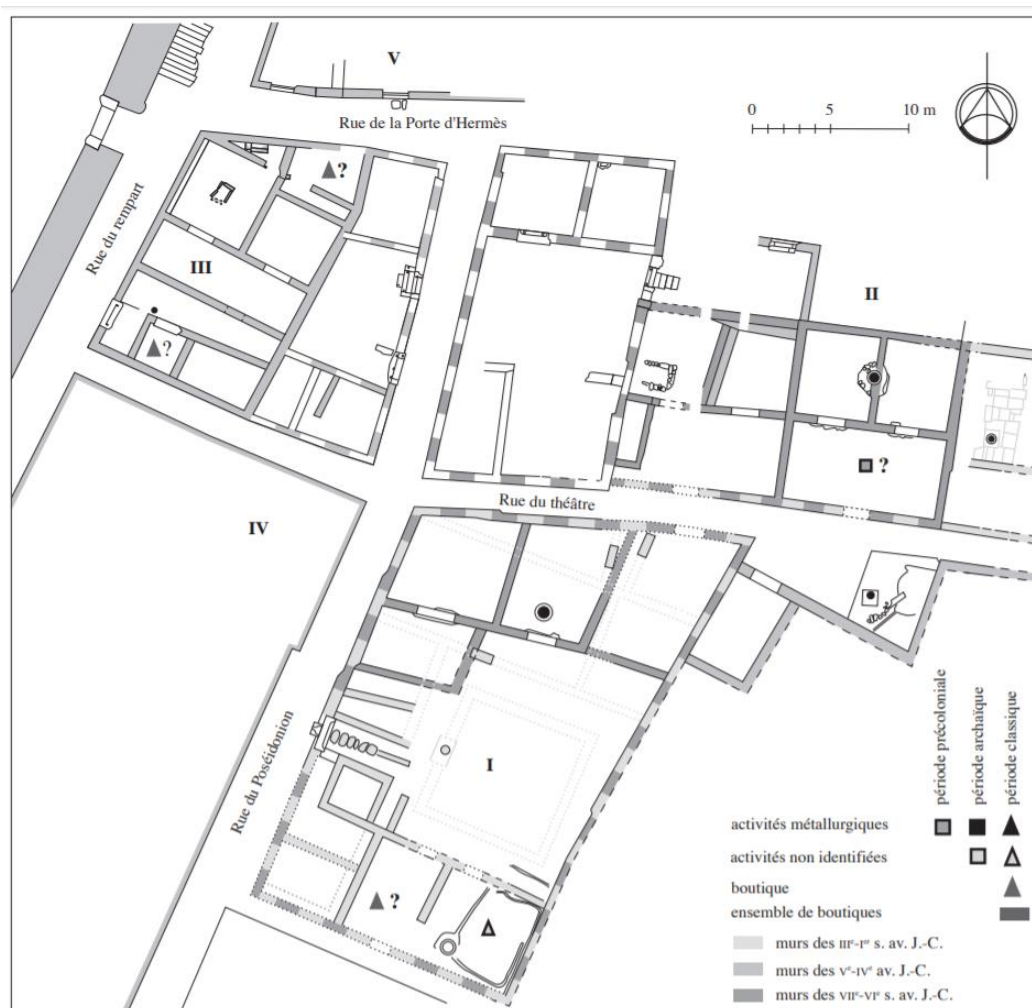 V
0 5 10 m
Rue de la Porte d'Hermès
Rue du rempart
?
III
II
?
?
Rue du théâtre
IV
I
Rue du Poséidonion
?
période précoloniale
période archaïque
période classique
activités métallurgiques
activités non identifiées
boutique
ensemble de boutiques
murs des IIIᵉ-Iᵉʳ s. av. J.-C.
murs des Vᵉ-IVᵉ av. J.-C.
murs des VIIᵉ-VIᵉ s. av. J.-C.